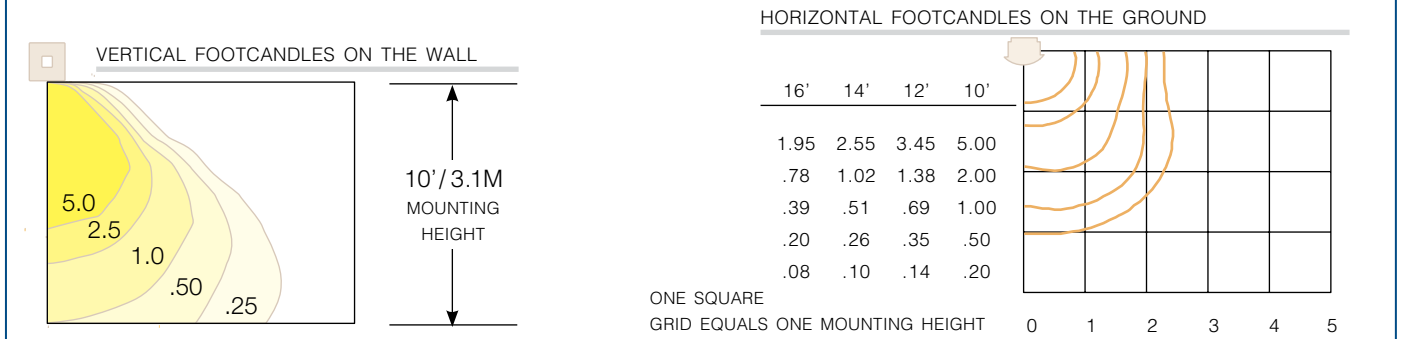 VERTICAL FOOTCANDLES ON THE WALL
5.0
2.5
1.0
.50
.25
10’/3.1M
MOUNTING
HEIGHT
HORIZONTAL FOOTCANDLES ON THE GROUND
16’ 14’ 12’ 10’
1.95 2.55 3.45 5.00
.78 1.02 1.38 2.00
.39 .51 .69 1.00
.20 .26 .35 .50
.08 .10 .14 .20
ONE SQUARE
GRID EQUALS ONE MOUNTING HEIGHT
0 1 2 3 4 5